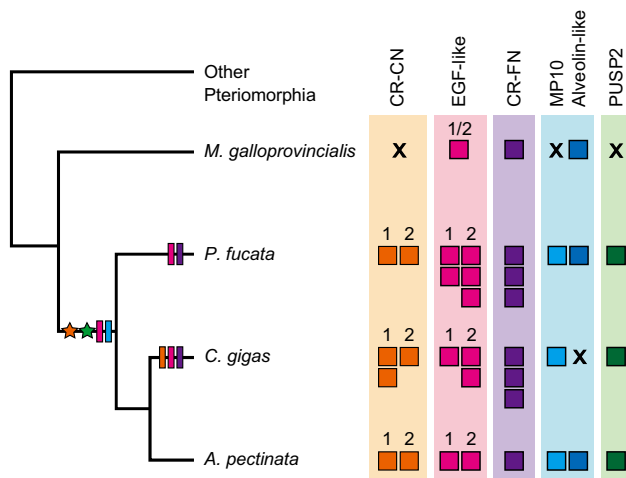 CR-CN
EGF-like
CR-FN
MP10
Alveolin-like
PUSP2
Other
Pteriomorphia
1/2
M. galloprovincialis
X
X
X
1 2
1 2
P. fucata
1 2
1 2
C. gigas
X
1 2
1 2
A. pectinata